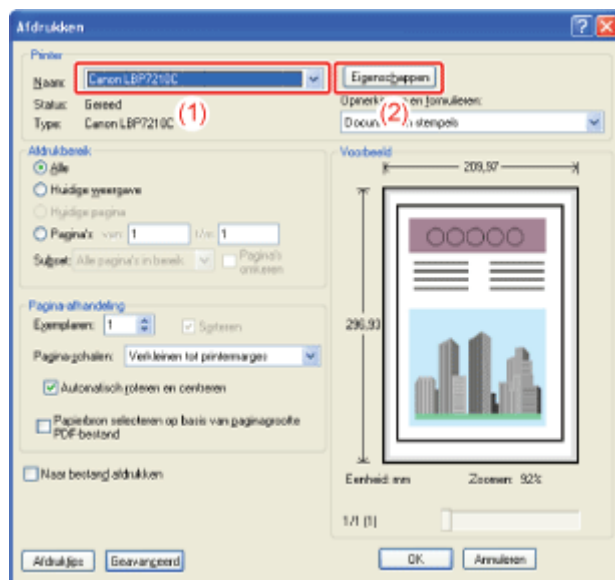 Afdrukken
Printer
Naam: Canon LBP7210C
Eigenschappen
Status: Gereed
(1)
Type: Canon LBP7210C
Opmerkingen en formulieren:
(2)
Document en stempels
Afdrukbereik
Alle
Huidige weergave
Huidige pagina
Pagina's van: 1 t/m 1
Subset: Alle pagina's in bereik
Pagina's
omkeren
Pagina-afhandeling
Exemplaren: 1
Sorteren
Pagina schalen: Verkleinen tot printermarges
Automatisch roteren en centreren
Papierbron selecteren op basis van paginagrootte
PDF-bestand
Naar bestand afdrukken
Voorbeeld
209,97
296,93
Eenheid: mm
Zoomen: 92%
1/1 (1)
Afdruktips
Geavanceerd
OK
Annuleren